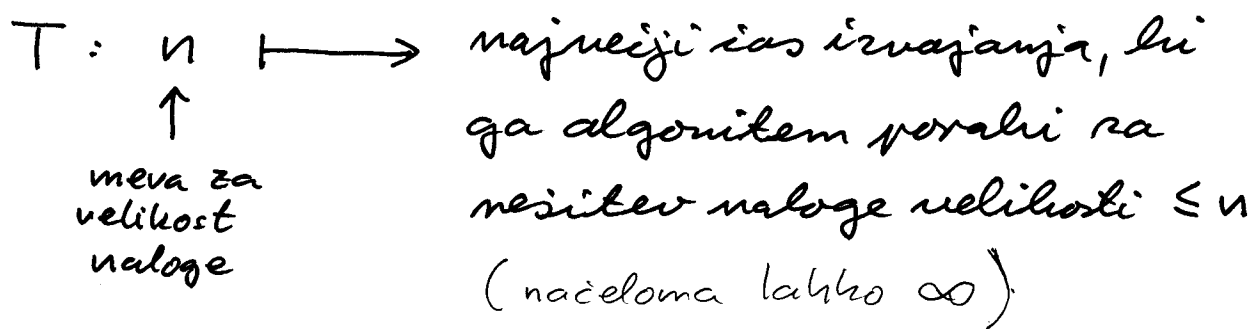 T : n ⟼ največji čas izvajanja, ki
ga algoritem porabi za
rešitev naloge velikosti ≤ n
(načeloma lahko ∞).
↑
mera za
velikost
naloge